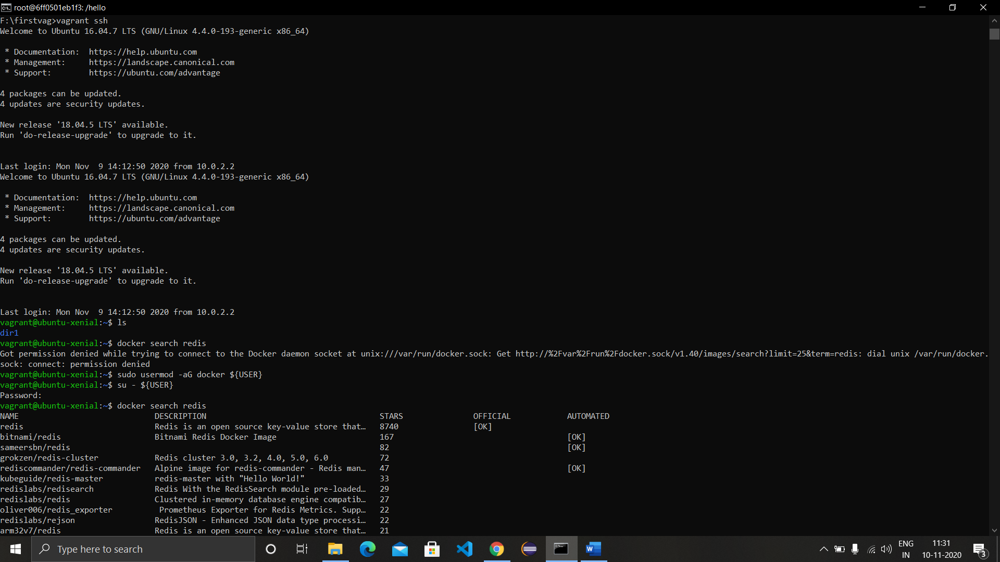 root@6ff0501eb1f3: /hello
F:\firstvag>vagrant ssh
Welcome to Ubuntu 16.04.7 LTS (GNU/Linux 4.4.0-193-generic x86_64)
* Documentation:  https://help.ubuntu.com
* Management:     https://landscape.canonical.com
* Support:        https://ubuntu.com/advantage
4 packages can be updated.
4 updates are security updates.
New release '18.04.5 LTS' available.
Run 'do-release-upgrade' to upgrade to it.
Last login: Mon Nov  9 14:12:50 2020 from 10.0.2.2
Welcome to Ubuntu 16.04.7 LTS (GNU/Linux 4.4.0-193-generic x86_64)
* Documentation:  https://help.ubuntu.com
* Management:     https://landscape.canonical.com
* Support:        https://ubuntu.com/advantage
4 packages can be updated.
4 updates are security updates.
New release '18.04.5 LTS' available.
Run 'do-release-upgrade' to upgrade to it.
Last login: Mon Nov  9 14:12:50 2020 from 10.0.2.2
vagrant@ubuntu-xenial:~$ ls
dir1
vagrant@ubuntu-xenial:~$ docker search redis
Got permission denied while trying to connect to the Docker daemon socket at unix:///var/run/docker.sock: Get http://%2Fvar%2Frun%2Fdocker.sock/v1.40/images/search?limit=25&term=redis: dial unix /var/run/docker.
sock: connect: permission denied
vagrant@ubuntu-xenial:~$ sudo usermod -aG docker ${USER}
vagrant@ubuntu-xenial:~$ su - ${USER}
Password:
vagrant@ubuntu-xenial:~$ docker search redis
NAME                             DESCRIPTION                                     STARS               OFFICIAL            AUTOMATED
redis                            Redis is an open source key-value store that…   8740                [OK]
bitnami/redis                    Bitnami Redis Docker Image                      167                                     [OK]
sameersbn/redis                                                                  82                                      [OK]
grokzen/redis-cluster            Redis cluster 3.0, 3.2, 4.0, 5.0, 6.0           72
rediscommander/redis-commander   Alpine image for redis-commander - Redis man…   47                                      [OK]
kubeguide/redis-master           redis-master with "Hello World!"                33
redislabs/redisearch             Redis With the RedisSearch module pre-loaded…   29
redislabs/redis                  Clustered in-memory database engine compatib…   27
oliver006/redis_exporter          Prometheus Exporter for Redis Metrics. Supp…   22
redislabs/rejson                 RedisJSON - Enhanced JSON data type processi…   22
arm32v7/redis                    Redis is an open source key-value store that…   21
Type here to search
ENG
IN
11:31
10-11-2020
3